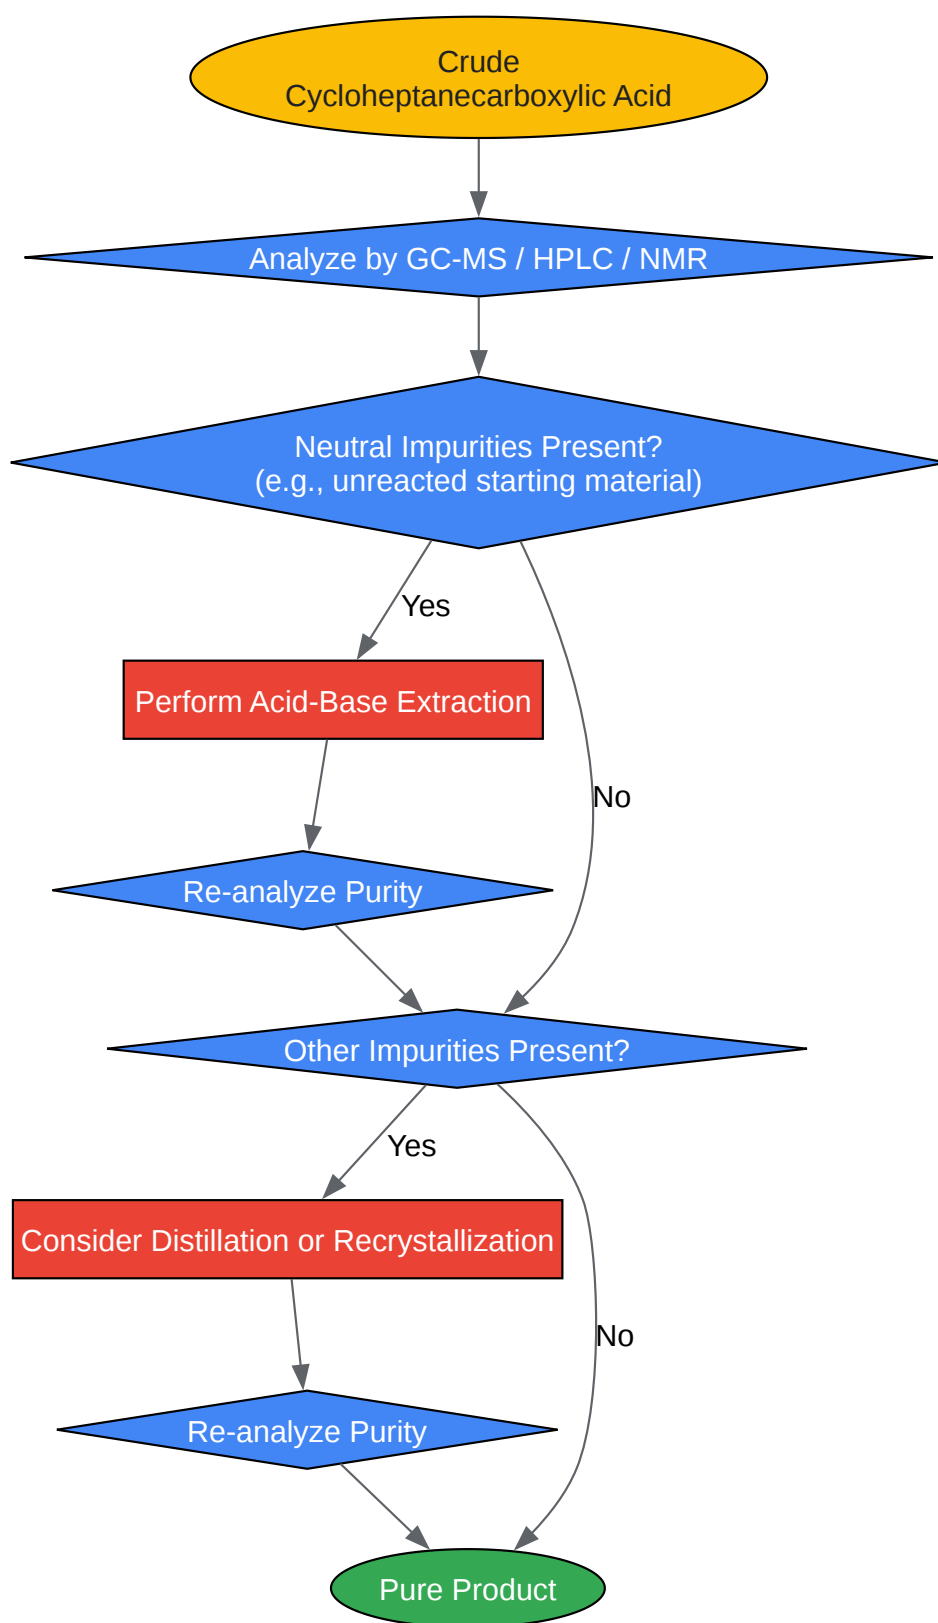 Crude
Cycloheptanecarboxylic Acid
Analyze by GC-MS / HPLC / NMR
Neutral Impurities Present?
(e.g., unreacted starting material)
Yes
Perform Acid-Base Extraction
No
Re-analyze Purity
Other Impurities Present?
Yes
Consider Distillation or Recrystallization
No
Re-analyze Purity
Pure Product